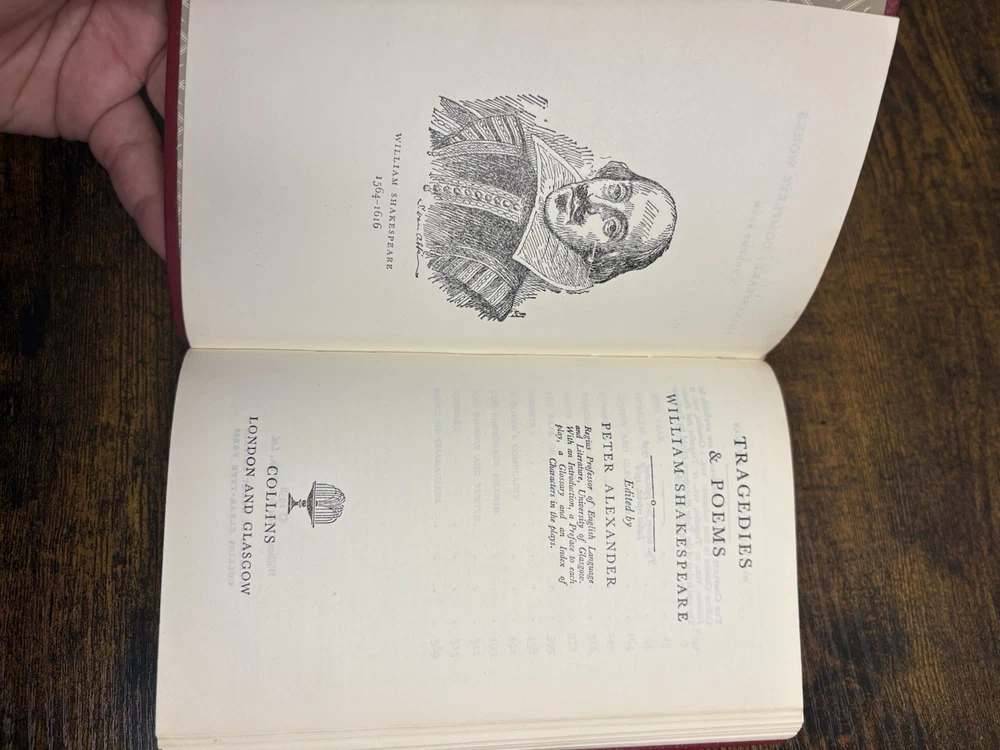 WILLIAM SHAKESPEARE
1564–1616
TRAGEDIES
& POEMS
WILLIAM SHAKESPEARE
Edited by
PETER ALEXANDER
Regius Professor of English Language
and Literature, University of Glasgow.
With an Introduction, a Preface to each
play, a Glossary and an Index of
Characters in the plays.
COLLINS
LONDON AND GLASGOW